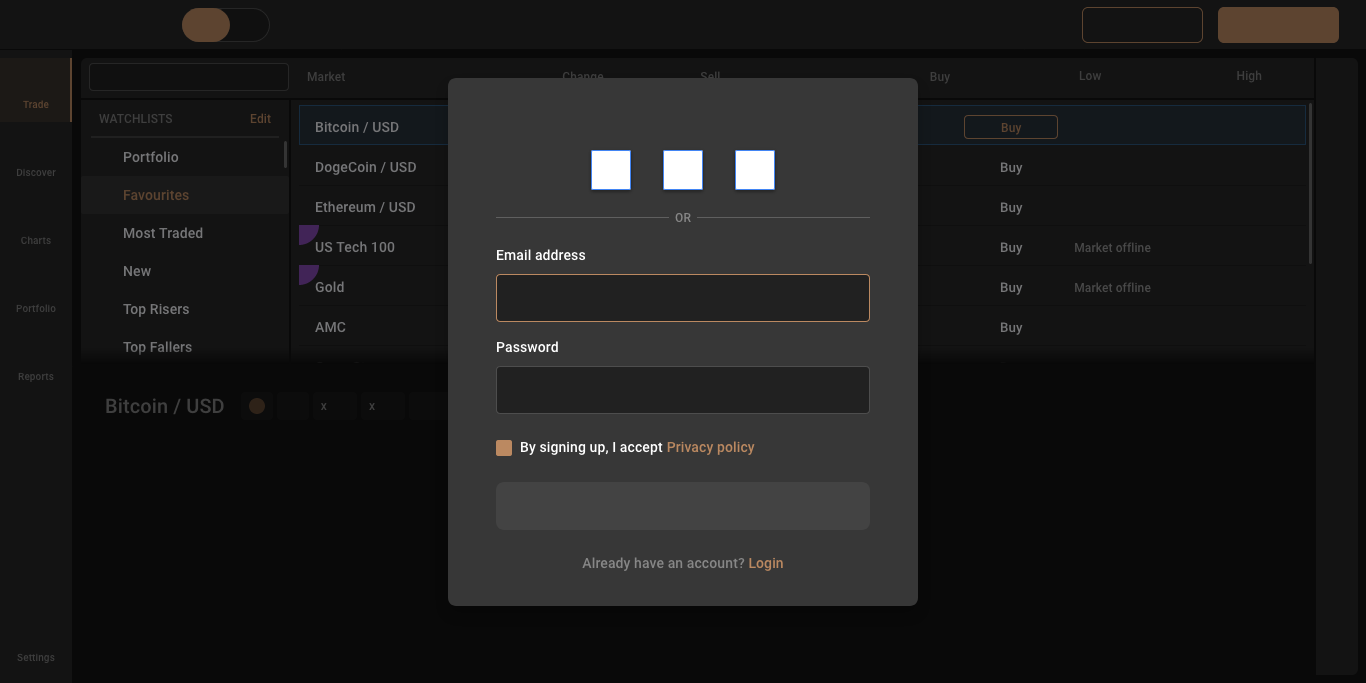 Trade
Discover
Charts
Portfolio
Reports
Settings
Market Change Sell Buy Low High
WATCHLISTS Edit
Portfolio
Favourites
Most Traded
New
Top Risers
Top Fallers
Bitcoin / USD Buy
DogeCoin / USD Buy
Ethereum / USD Buy
US Tech 100 Buy Market offline
Gold Buy Market offline
AMC Buy
Bitcoin / USD x x
OR
Email address
Password
By signing up, I accept Privacy policy
Already have an account? Login